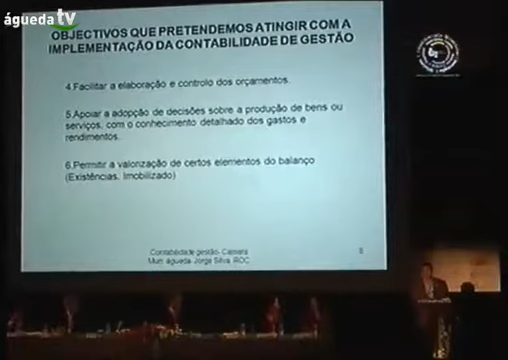 águeda tv
OBJECTIVOS QUE PRETENDEMOS ATINGIR COM A
IMPLEMENTAÇÃO DA CONTABILIDADE DE GESTÃO
4.Facilitar a elaboração e controlo dos orçamentos.
5.Apoiar a adopção de decisões sobre a produção de bens ou
serviços, com o conhecimento detalhado dos gastos e
rendimentos.
6.Permitir a valorização de certos elementos do balanço
(Existências, Imobilizado)
Contabilidade gestão- Câmara
Mun. águeda Jorge Silva, ROC